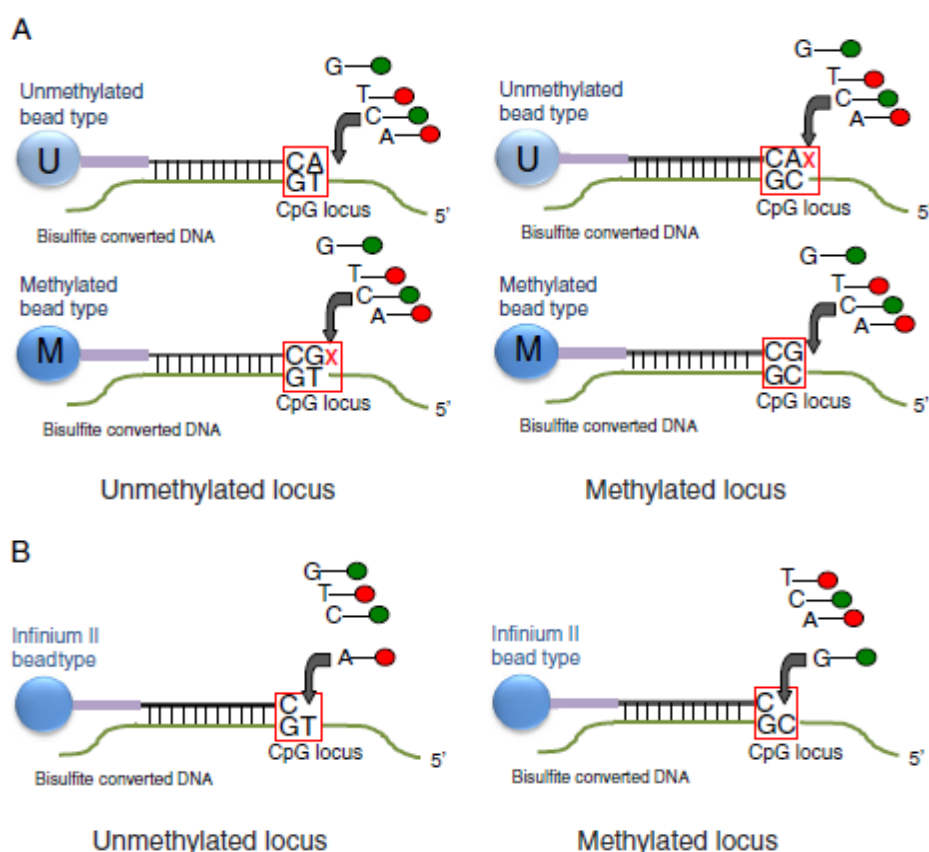 A
G
T
C
A
Unmethylated
bead type
U
CA
GT
CpG locus
5’
Bisulfite converted DNA
G
T
C
A
Unmethylated
bead type
U
CAX
GC
CpG locus
5’
Bisulfite converted DNA
G
T
C
A
Methylated
bead type
M
CGX
GT
CpG locus
5’
Bisulfite converted DNA
G
T
C
A
Methylated
bead type
M
CG
GC
CpG locus
5’
Bisulfite converted DNA
Unmethylated locus
Methylated locus
B
G
T
C
A
Infinium II
beadtype
C
GT
CpG locus
5’
Bisulfite converted DNA
T
C
A
G
Infinium II
bead type
C
GC
CpG locus
5’
Bisulfite converted DNA
Unmethylated locus
Methylated locus